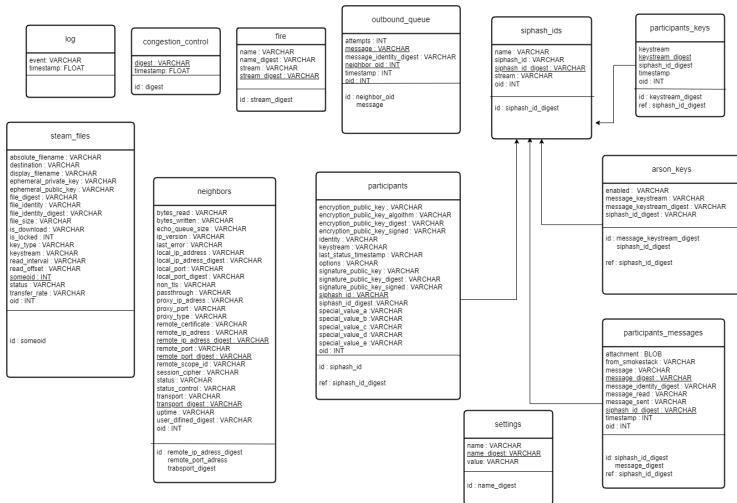 log
event: VARCHAR
timestamp: FLOAT
congestion_control
digest : VARCHAR
timestamp: FLOAT
id : digest
fire
name : VARCHAR
name_digest : VARCHAR
stream : VARCHAR
stream_digest : VARCHAR
id : stream_digest
outbound_queue
attempts : INT
message : VARCHAR
message_identity_digest : VARCHAR
neighbor_oid : INT
timestamp : INT
oid : INT
id : neighbor_oid
message
siphash_ids
name : VARCHAR
siphash_id : VARCHAR
siphash_id_digest : VARCHAR
stream : VARCHAR
oid : INT
id : siphash_id_digest
participants_keys
keystream
keystream_digest
siphash_id_digest
timestamp
oid : INT
id : keystream_digest
ref : siphash_id_digest
steam_files
absolute_filename : VARCHAR
destination : VARCHAR
display_filename : VARCHAR
ephemeral_private_key : VARCHAR
ephemeral_public_key : VARCHAR
file_digest : VARCHAR
file_identity : VARCHAR
file_identity_digest : VARCHAR
file_size : VARCHAR
is_download : VARCHAR
is_locked : INT
key_type : VARCHAR
keystream : VARCHAR
read_interval : VARCHAR
read_offset : VARCHAR
someoid : INT
status : VARCHAR
transfer_rate : VARCHAR
oid : INT
id : someoid
neighbors
bytes_read : VARCHAR
bytes_written : VARCHAR
echo_queue_size : VARCHAR
ip_version : VARCHAR
last_error : VARCHAR
local_ip_address : VARCHAR
local_ip_adress_digest : VARCHAR
local_port : VARCHAR
local_port_digest : VARCHAR
non_tls : VARCHAR
passthrough : VARCHAR
proxy_ip_adress : VARCHAR
proxy_port : VARCHAR
proxy_type : VARCHAR
remote_certificate : VARCHAR
remote_ip_adress : VARCHAR
remote_ip_adress_digest : VARCHAR
remote_port : VARCHAR
remote_port_digest : VARCHAR
remote_scope_id : VARCHAR
session_cipher : VARCHAR
status : VARCHAR
status_control : VARCHAR
transport : VARCHAR
transport_digest : VARCHAR
uptime : VARCHAR
user_difined_digest : VARCHAR
oid : INT
id : remote_ip_adress_digest
remote_port_adress
trabsport_digest
participants
encryption_public_key : VARCHAR
encryption_public_key_algoithm : VARCHAR
encryption_public_key_digest : VARCHAR
encryption_public_key_signed : VARCHAR
identity : VARCHAR
keystream : VARCHAR
last_status_timestamp : VARCHAR
options : VARCHAR
signature_public_key : VARCHAR
signature_public_key_digest : VARCHAR
signature_public_key_signed : VARCHAR
siphash_id : VARCHAR
siphash_id_digest :VARCHAR
special_value_a : VARCHAR
special_value_b : VARCHAR
special_value_c : VARCHAR
special_value_d : VARCHAR
special_value_e : VARCHAR
oid : INT
id : siphash_id
ref : siphash_id_digest
arson_keys
enabled : VARCHAR
message_keystream : VARCHAR
message_keystream_digest : VARCHAR
siphash_id_digest : VARCHAR
id : message_keystream_digest
siphash_id_digest
ref : siphash_id_digest
participants_messages
attachment : BLOB
from_smokestack : VARCHAR
message : VARCHAR
message_digest : VARCHAR
message_identity_digest : VARCHAR
message_read : VARCHAR
message_sent : VARCHAR
siphash_id_digest : VARCHAR
timestamp : INT
oid : INT
id: siphash_id_digest
message_digest
ref : siphash_id_digest
settings
name : VARCHAR
name_digest: VARCHAR
value: VARCHAR
id : name_digest